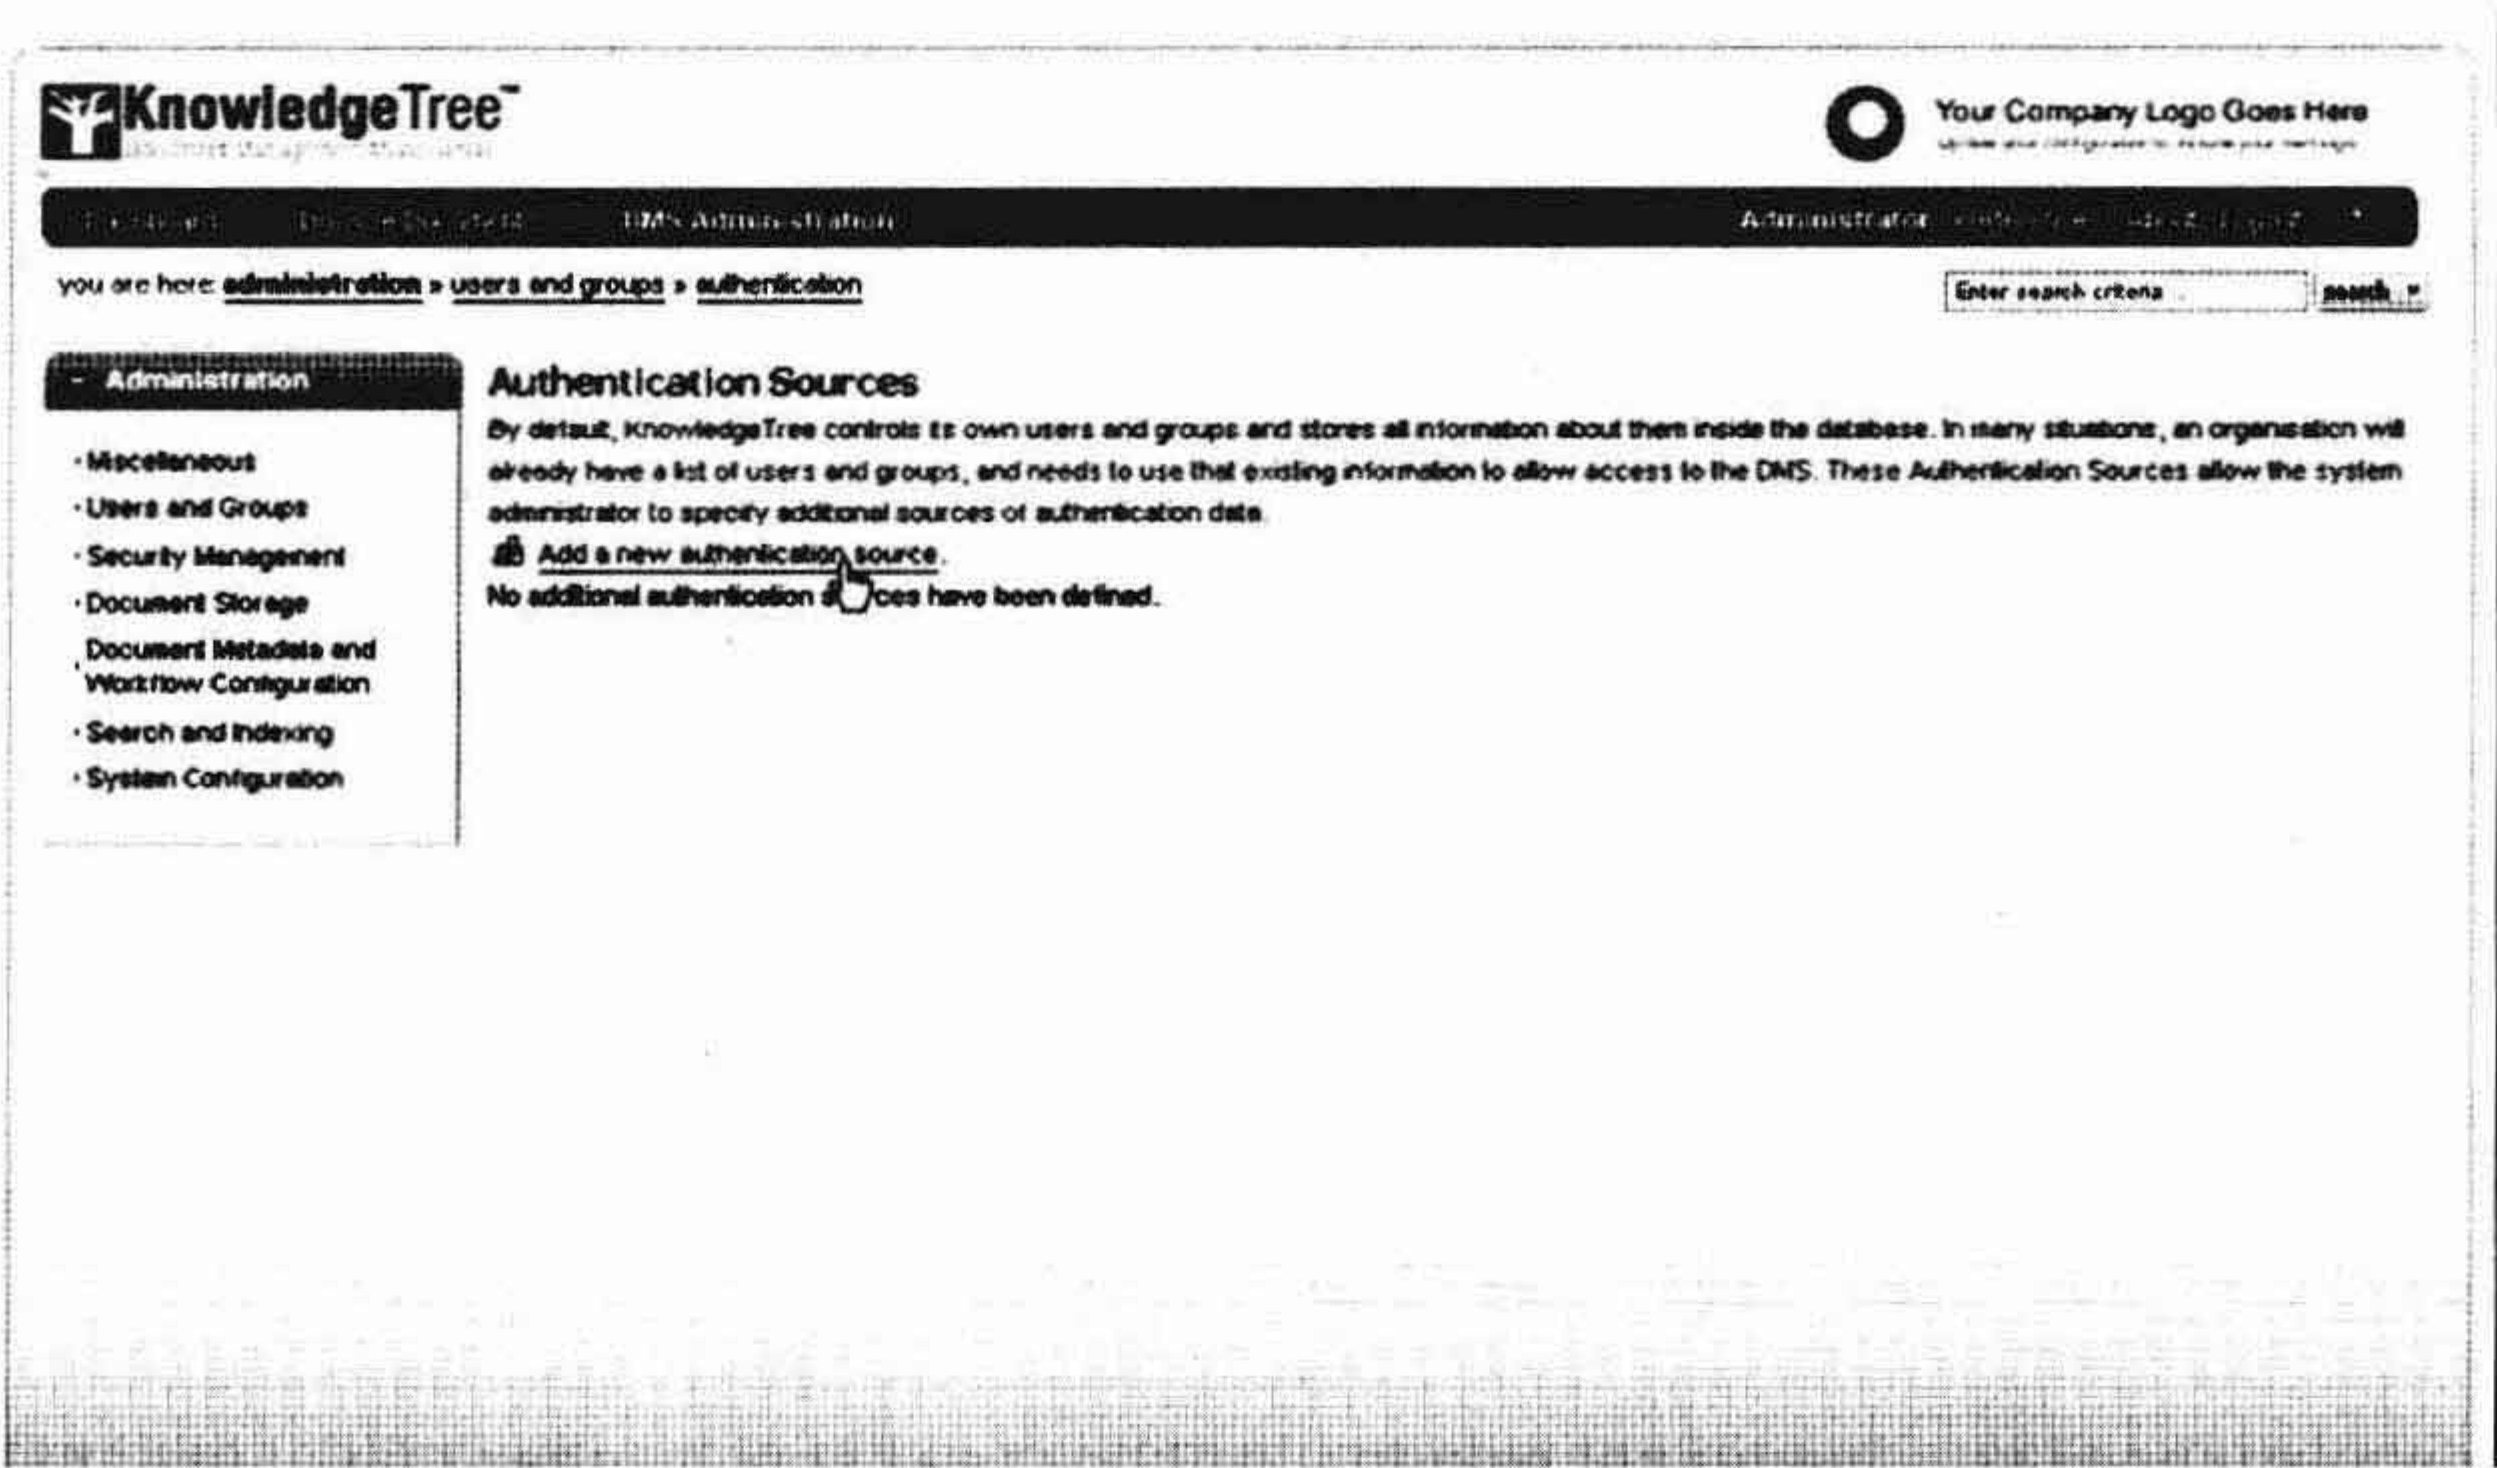 KnowledgeTree™
Your Company Logo Goes Here
DMS Administration
Administrator
you are here: administration » users and groups » authentication
Enter search criteria
search
- Administration
· Miscellaneous
· Users and Groups
· Security Management
· Document Storage
· Document Metadata and
Workflow Configuration
· Search and Indexing
· System Configuration
Authentication Sources
By default, KnowledgeTree controls its own users and groups and stores all information about them inside the database. In many situations, an organisation will
already have a list of users and groups, and needs to use that existing information to allow access to the DMS. These Authentication Sources allow the system
administrator to specify additional sources of authentication data.
Add a new authentication source.
No additional authentication sources have been defined.